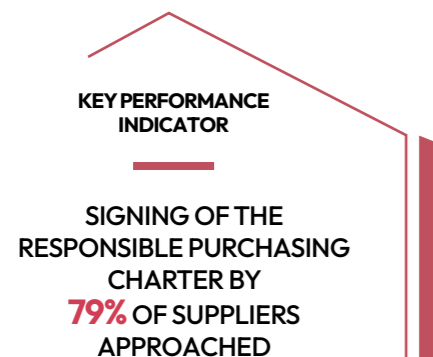 KEY PERFORMANCE
INDICATOR
SIGNING OF THE
RESPONSIBLE PURCHASING
CHARTER BY
79% OF SUPPLIERS
APPROACHED